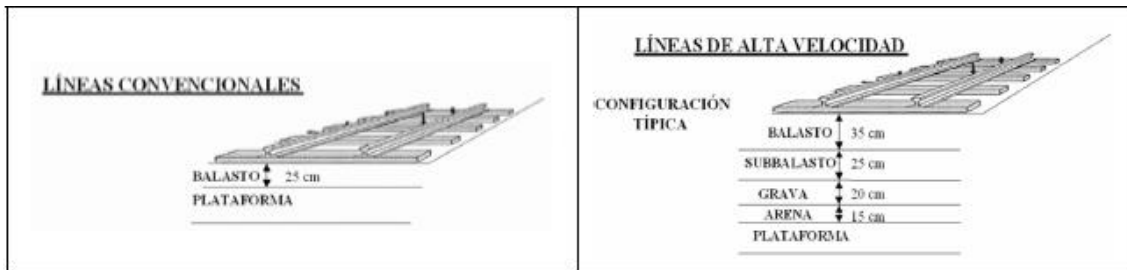 LÍNEAS CONVENCIONALES
BALASTO 25 cm
PLATAFORMA
LÍNEAS DE ALTA VELOCIDAD
CONFIGURACIÓN
TÍPICA
BALASTO 35 cm
SUBBALASTO 25 cm
GRAVA 20 cm
ARENA 15 cm
PLATAFORMA